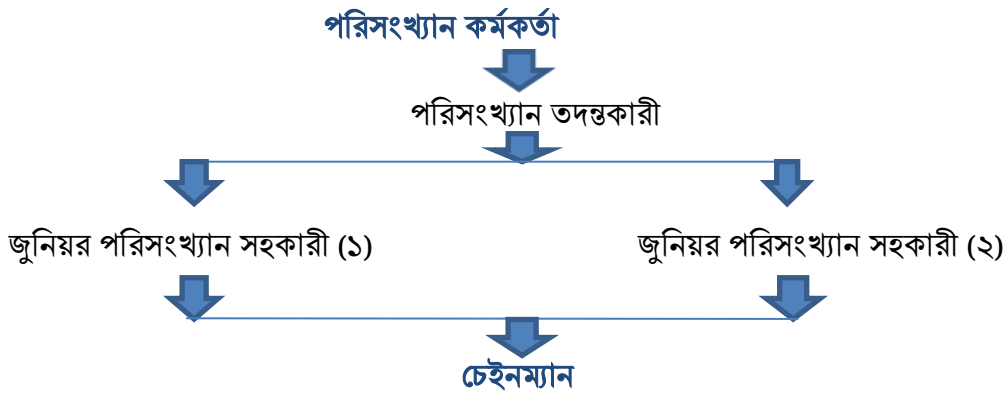 পরিসংখ্যান কর্মকর্তা
পরিসংখ্যান তদন্তকারী
জুনিয়র পরিসংখ্যান সহকারী (১)
জুনিয়র পরিসংখ্যান সহকারী (২)
চেইনম্যান